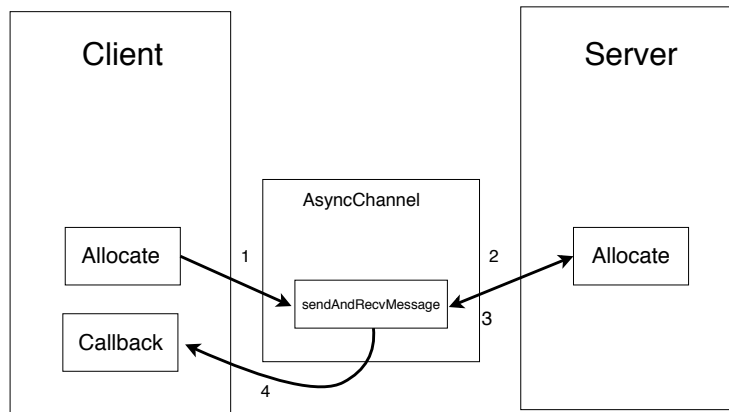 Client
Server
AsyncChannel
Allocate
1
2
Allocate
sendAndRecvMessage
3
Callback
4